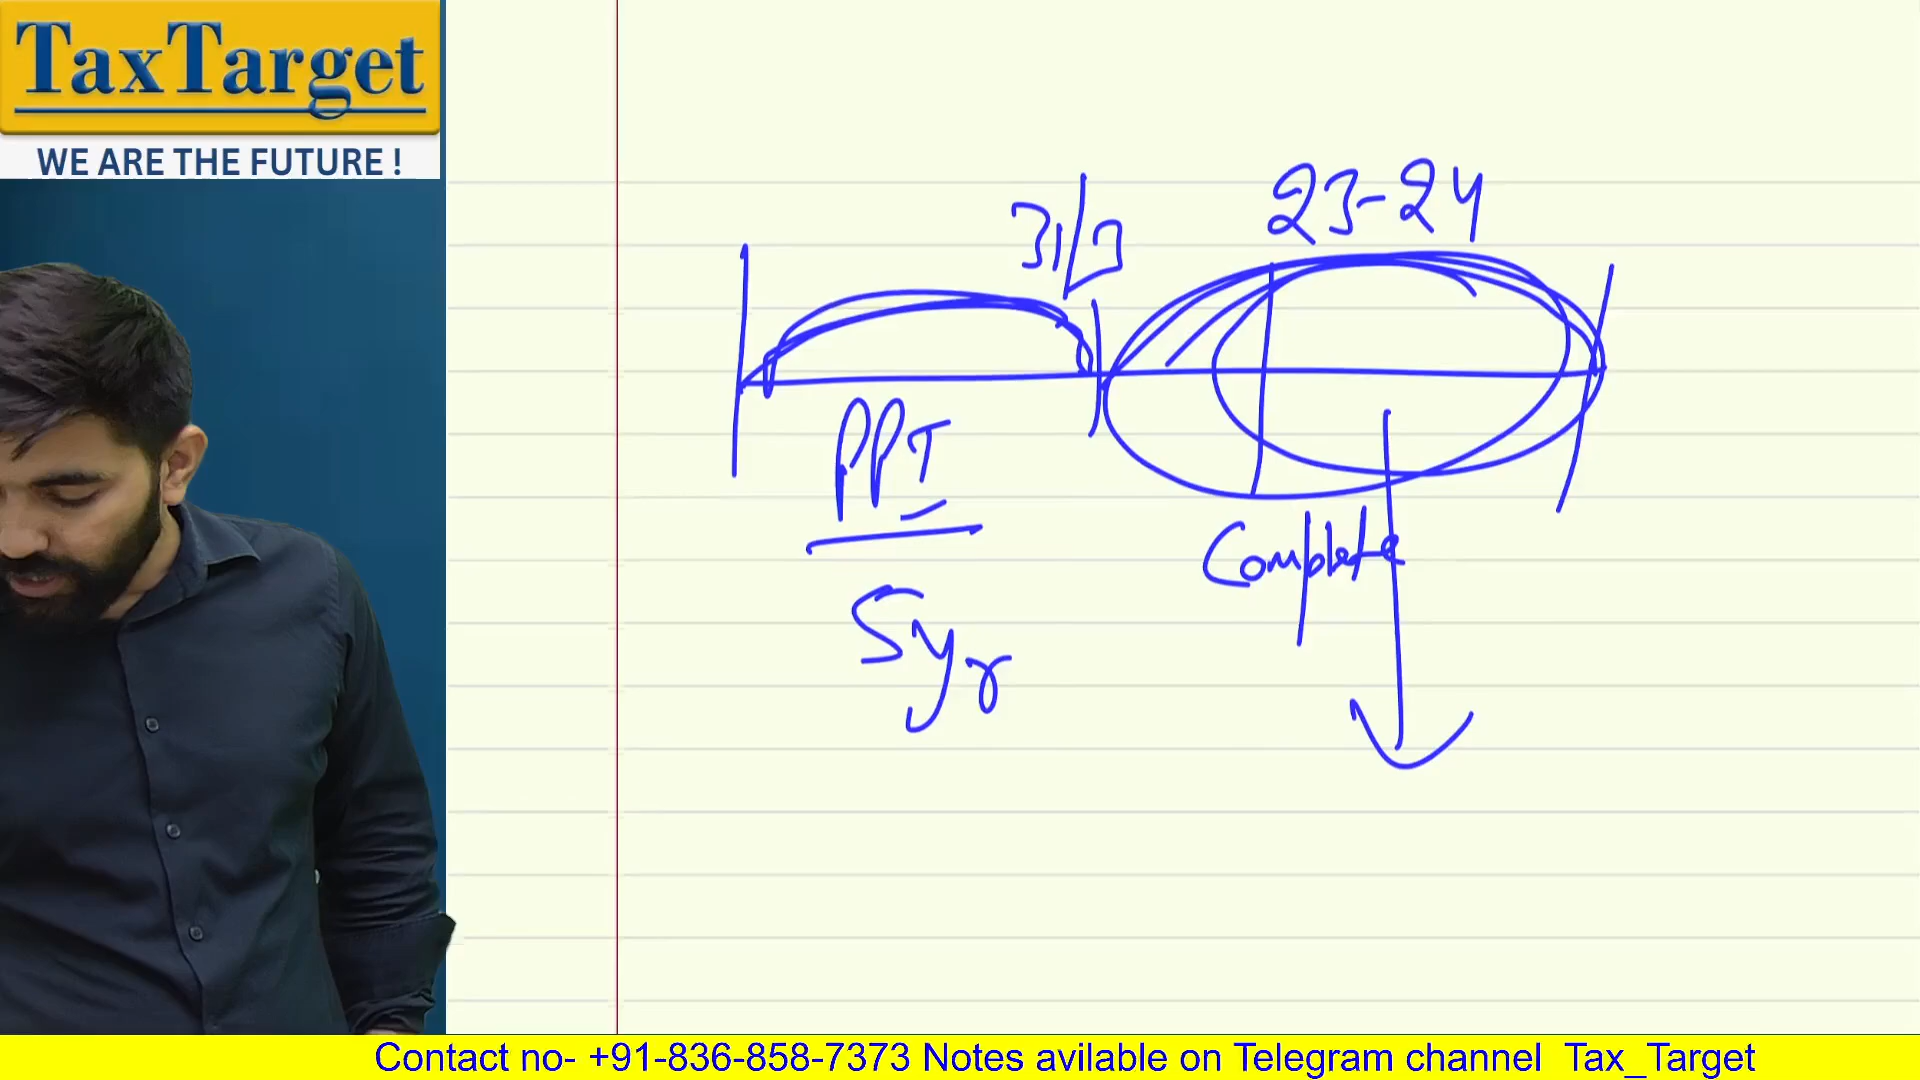 TaxTarget
WE ARE THE FUTURE !
31/3
23-24
PPT
Complete
5yr
Contact no- +91-836-858-7373 Notes avilable on Telegram channel Tax_Target